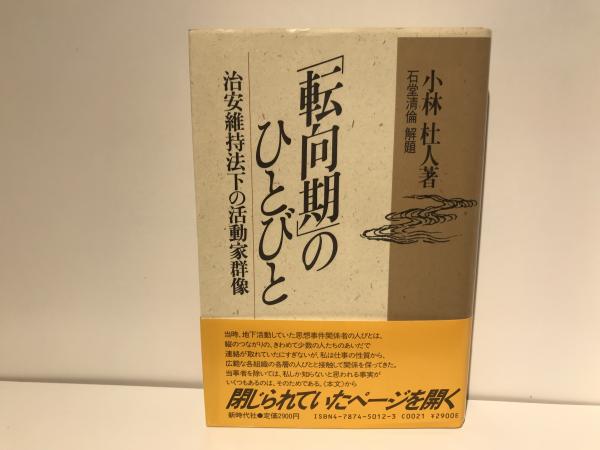 小林杜人著
石堂清倫 解題
「転向期」の
ひとびと
治安維持法下の活動家群像
当時、地下活動していた思想事件関係者の人びとは、
縦のつながりの、きわめて少数の人たちのあいだで
連絡が取れていたにすぎないが、私は仕事の性質から、
広範な各組織の各層の人びとと接触して関係を保ってきた。
当事者を除いては、私しか知らないと思われる事実が
いくつもあるのは、そのためである。〈本文〉から
閉じられていたページを開く
新時代社●定価2900円
ISBN4-7874-5012-3 C0021 ¥2900E